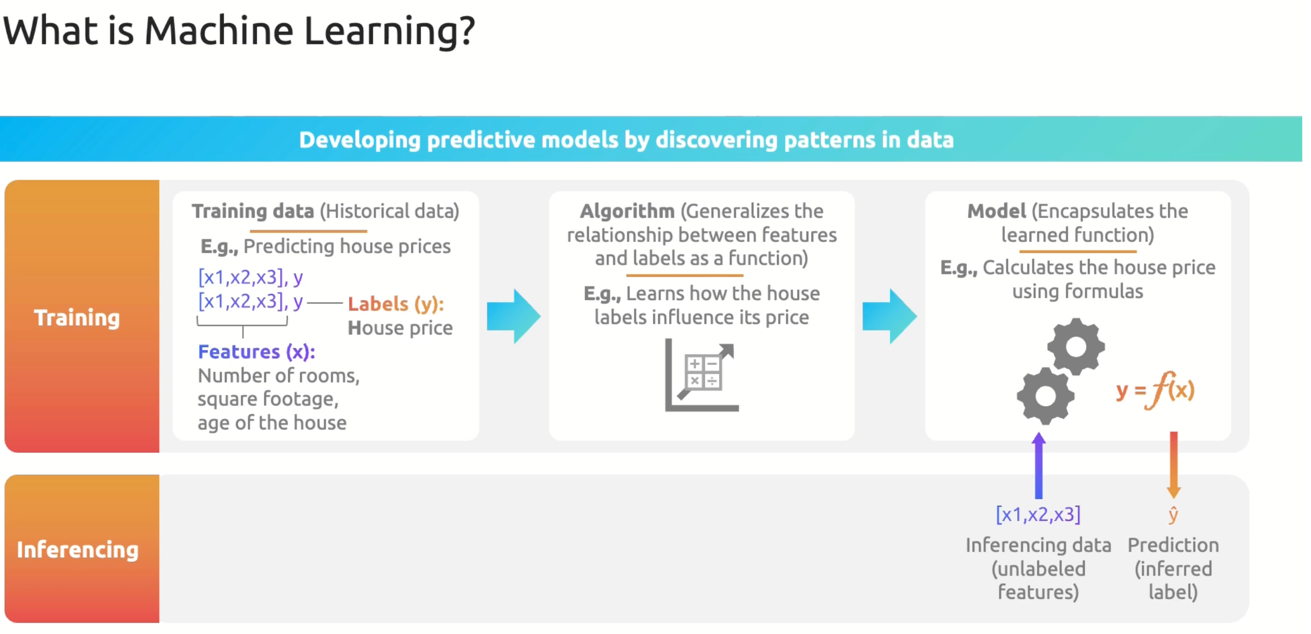 What is Machine Learning?
Developing predictive models by discovering patterns in data
Training
Training data (Historical data)
E.g., Predicting house prices
[x1,x2,x3], y
[x1,x2,x3], y
Labels (y):
House price
Features (x):
Number of rooms,
square footage,
age of the house
Algorithm (Generalizes the
relationship between features
and labels as a function)
E.g., Learns how the house
labels influence its price
+ −
× ÷
Model (Encapsulates the
learned function)
E.g., Calculates the house price
using formulas
y = f(x)
Inferencing
[x1,x2,x3]
Inferencing data
(unlabeled
features)
ŷ
Prediction
(inferred
label)